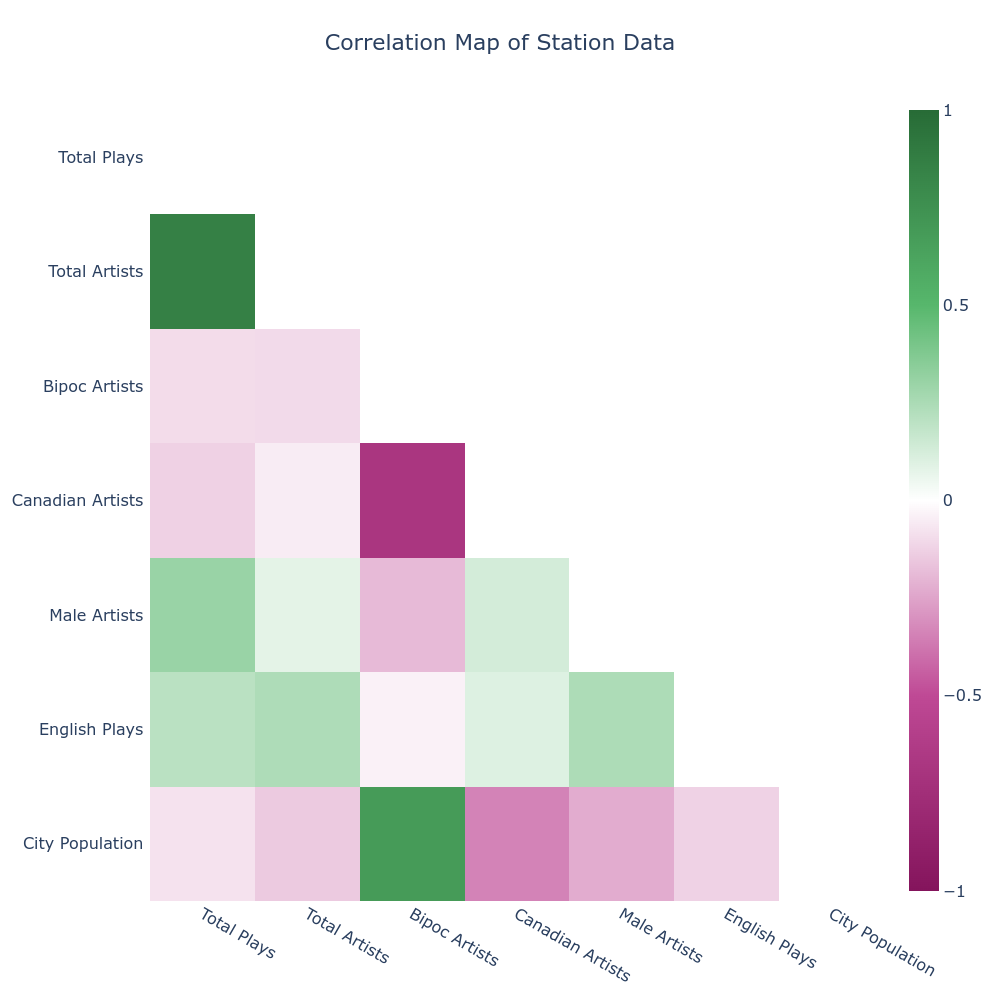 Correlation Map of Station Data
Total Plays
Total Artists
Bipoc Artists
Canadian Artists
Male Artists
English Plays
City Population
Total Plays
Total Artists
Bipoc Artists
Canadian Artists
Male Artists
English Plays
City Population
1
0.5
0
−0.5
−1